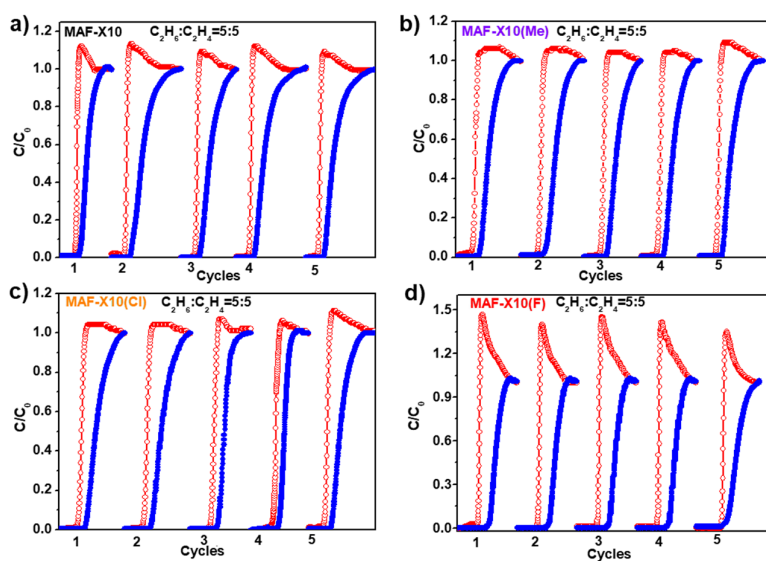 a) MAF-X10 C₂H₆:C₂H₄=5:5
C/C₀
1.2
1.0
0.8
0.6
0.4
0.2
0.0
1 2 3 4 5
Cycles
b) MAF-X10(Me) C₂H₆:C₂H₄=5:5
C/C₀
1.2
1.0
0.8
0.6
0.4
0.2
0.0
1 2 3 4 5
Cycles
c) MAF-X10(Cl) C₂H₆:C₂H₄=5:5
C/C₀
1.2
1.0
0.8
0.6
0.4
0.2
0.0
1 2 3 4 5
Cycles
d) MAF-X10(F) C₂H₆:C₂H₄=5:5
C/C₀
1.5
1.2
0.9
0.6
0.3
0.0
1 2 3 4 5
Cycles